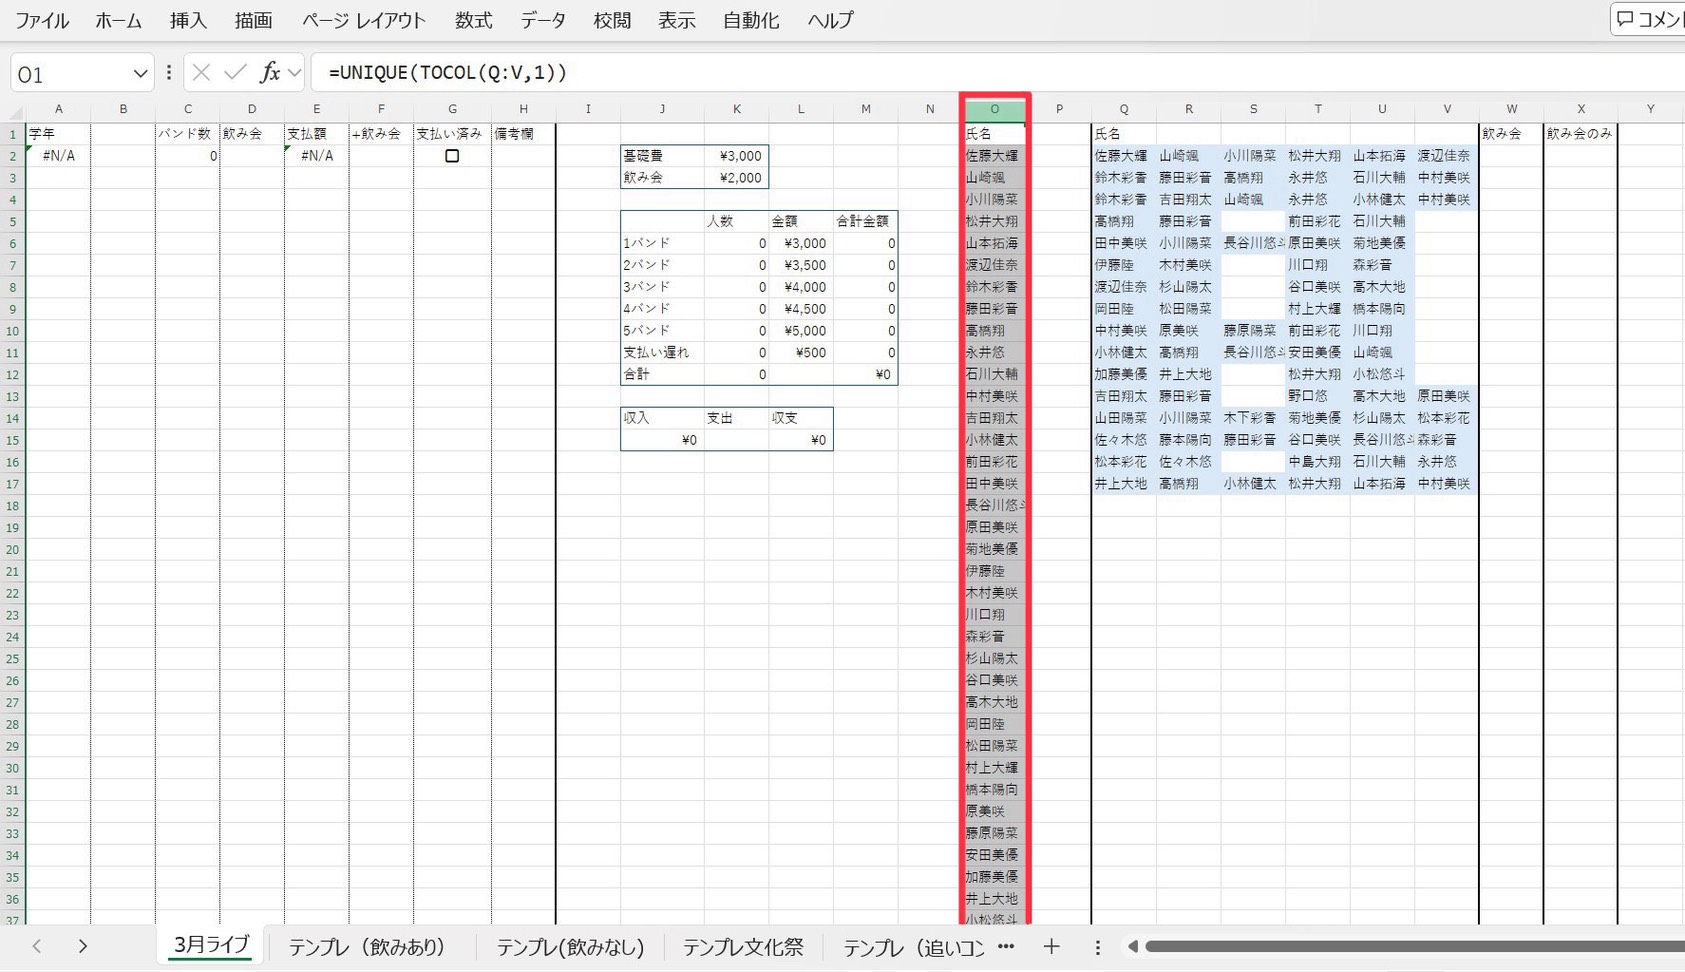 ファイル ホーム 挿入 描画 ページ レイアウト 数式 データ 校閲 表示 自動化 ヘルプ コメン
O1 fx =UNIQUE(TOCOL(Q:V,1))
A B C D E F G H I J K L M N O P Q R S T U V W X Y
1 学年 バンド数 飲み会 支払額 +飲み会 支払い済み 備考欄 氏名 氏名 飲み会 飲み会のみ
2 #N/A 0 #N/A 基礎費 ¥3,000 佐藤大輝 佐藤大輝 山崎颯 小川陽菜 松井大翔 山本拓海 渡辺佳奈
3 飲み会 ¥2,000 山崎颯 鈴木彩香 藤田彩音 高橋翔 永井悠 石川大輔 中村美咲
4 小川陽菜 鈴木彩香 吉田翔太 山崎颯 永井悠 小林健太 中村美咲
5 人数 金額 合計金額 松井大翔 高橋翔 藤田彩音 前田彩花 石川大輔
6 1バンド 0 ¥3,000 0 山本拓海 田中美咲 小川陽菜 長谷川悠斗 原田美咲 菊地美優
7 2バンド 0 ¥3,500 0 渡辺佳奈 伊藤陸 木村美咲 川口翔 森彩音
8 3バンド 0 ¥4,000 0 鈴木彩香 渡辺佳奈 杉山陽太 谷口美咲 高木大地
9 4バンド 0 ¥4,500 0 藤田彩音 岡田陸 松田陽菜 村上大輝 橋本陽向
10 5バンド 0 ¥5,000 0 高橋翔 中村美咲 原美咲 藤原陽菜 前田彩花 川口翔
11 支払い遅れ 0 ¥500 0 永井悠 小林健太 高橋翔 長谷川悠斗 安田美優 山崎颯
12 合計 0 ¥0 石川大輔 加藤美優 井上大地 松井大翔 小松悠斗
13 中村美咲 吉田翔太 藤田彩音 野口悠 高木大地 原田美咲
14 収入 支出 収支 吉田翔太 山田陽菜 小川陽菜 木下彩香 菊地美優 杉山陽太 松本彩花
15 ¥0 ¥0 小林健太 佐々木悠 藤本陽向 藤田彩音 谷口美咲 長谷川悠斗 森彩音
16 前田彩花 松本彩花 佐々木悠 中島大翔 石川大輔 永井悠
17 田中美咲 井上大地 高橋翔 小林健太 松井大翔 山本拓海 中村美咲
18 長谷川悠斗
19 原田美咲
20 菊地美優
21 伊藤陸
22 木村美咲
23 川口翔
24 森彩音
25 杉山陽太
26 谷口美咲
27 高木大地
28 岡田陸
29 松田陽菜
30 村上大輝
31 橋本陽向
32 原美咲
33 藤原陽菜
34 安田美優
35 加藤美優
36 井上大地
37 小松悠斗
3月ライブ テンプレ（飲みあり） テンプレ(飲みなし) テンプレ文化祭 テンプレ（追いコン ···